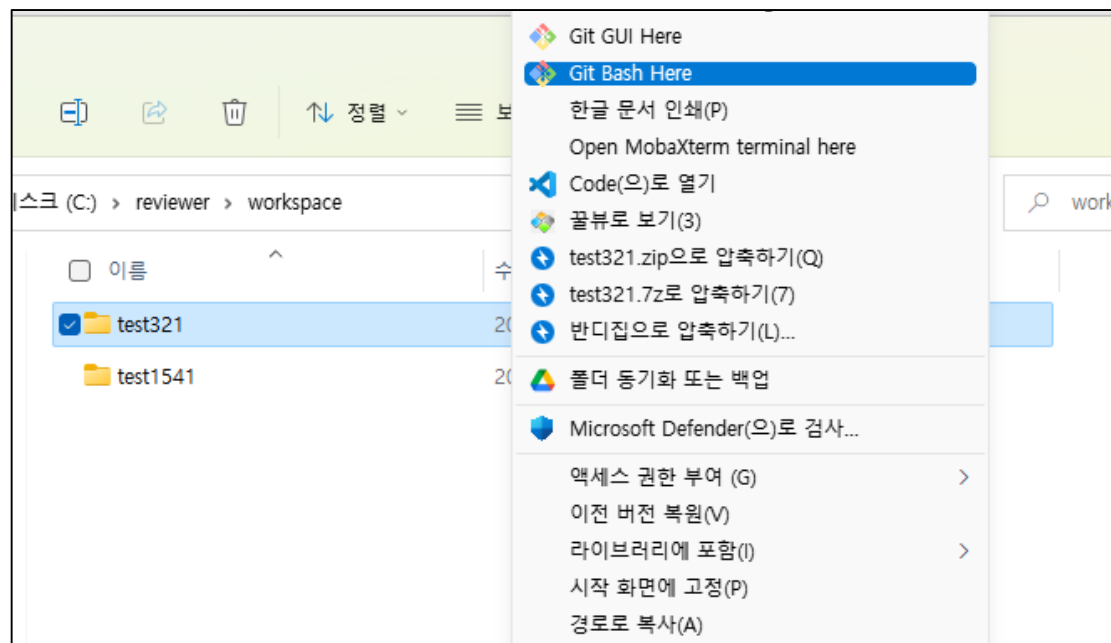 Git GUI Here
Git Bash Here
정렬
보
한글 문서 인쇄(P)
Open MobaXterm terminal here
Code(으)로 열기
스크 (C:) > reviewer > workspace
work
꿀뷰로 보기(3)
test321.zip으로 압축하기(Q)
이름
수
test321.7z로 압축하기(7)
test321
20
반디집으로 압축하기(L)...
test1541
20
폴더 동기화 또는 백업
Microsoft Defender(으)로 검사...
액세스 권한 부여 (G)
이전 버전 복원(V)
라이브러리에 포함(I)
시작 화면에 고정(P)
경로로 복사(A)